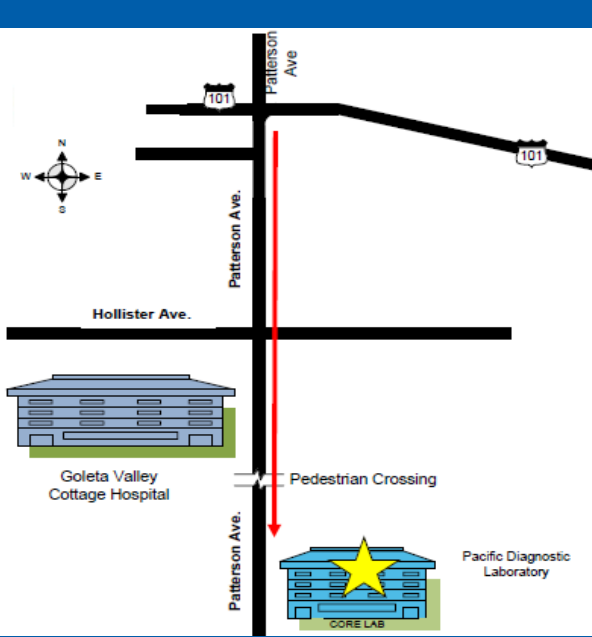 Patterson
Ave
101
101
N
W
E
S
Patterson Ave.
Hollister Ave.
Goleta Valley
Cottage Hospital
Pedestrian Crossing
Patterson Ave.
Pacific Diagnostic
Laboratory
CORE LAB